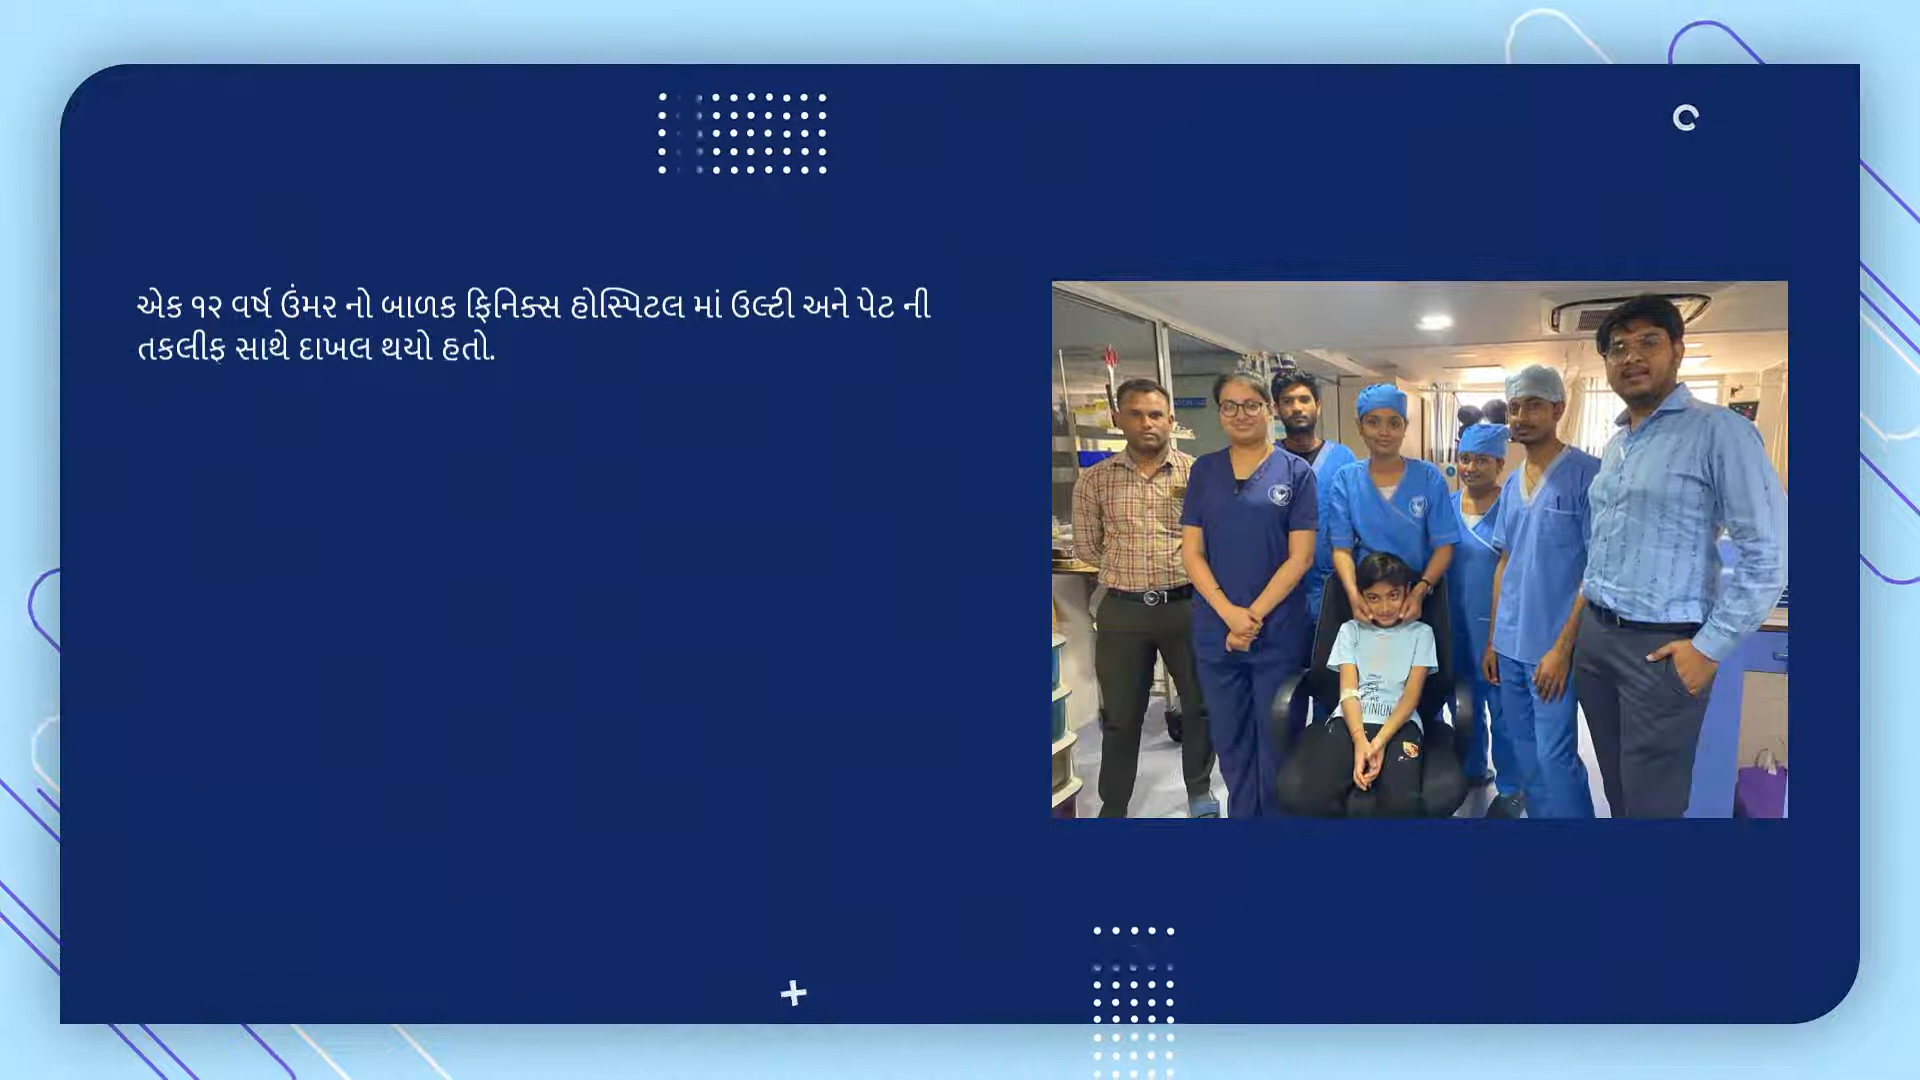 એક ૧૨ વર્ષ ઉંમર નો બાળક ફિનિક્સ હોસ્પિટલ માં ઉલ્ટી અને પેટ ની
તકલીફ સાથે દાખલ થયો હતો.